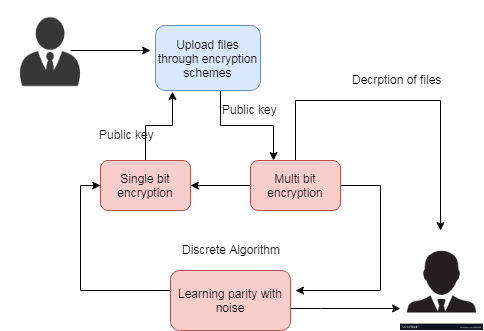 Upload files
through encryption
schemes
Decrption of files
Public key
Public key
Single bit
encryption
Multi bit
encryption
Discrete Algorithm
Learning parity with
noise